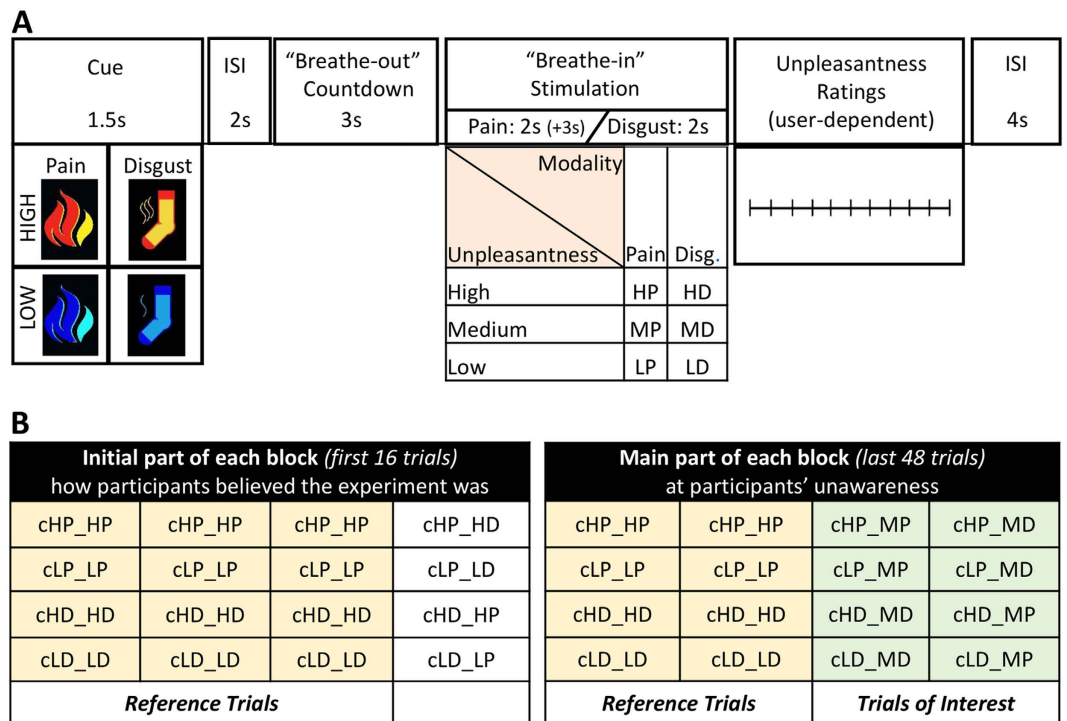 A
Cue
1.5s
ISI
2s
“Breathe-out”
Countdown
3s
“Breathe-in”
Stimulation
Pain: 2s (+3s) / Disgust: 2s
Unpleasantness
Ratings
(user-dependent)
ISI
4s
Pain Disgust
HIGH
LOW
Modality
Unpleasantness Pain Disg.
High HP HD
Medium MP MD
Low LP LD
B
Initial part of each block (first 16 trials)
how participants believed the experiment was
cHP_HP cHP_HP cHP_HP cHP_HD
cLP_LP cLP_LP cLP_LP cLP_LD
cHD_HD cHD_HD cHD_HD cHD_HP
cLD_LD cLD_LD cLD_LD cLD_LP
Reference Trials
Main part of each block (last 48 trials)
at participants’ unawareness
cHP_HP cHP_HP cHP_MP cHP_MD
cLP_LP cLP_LP cLP_MP cLP_MD
cHD_HD cHD_HD cHD_MD cHD_MP
cLD_LD cLD_LD cLD_MD cLD_MP
Reference Trials Trials of Interest